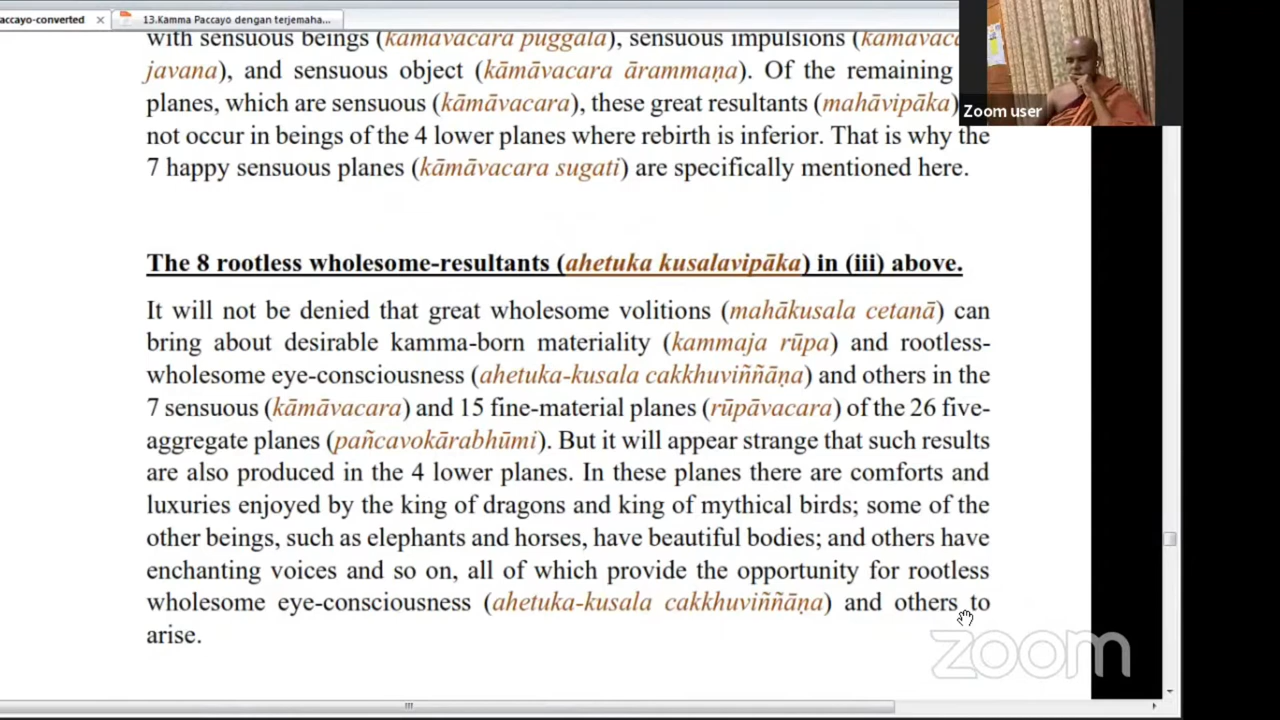 accayo-converted
13.Kamma Paccayo dengan terjemaha...
with sensuous beings (kāmāvacara puggala), sensuous impulsions
javana), and sensuous object (kāmāvacara ārammaṇa). Of the remaining
planes, which are sensuous (kāmāvacara), these great resultants (mahāvipāka)
Zoom user
not occur in beings of the 4 lower planes where rebirth is inferior. That is why the
7 happy sensuous planes (kāmāvacara sugati) are specifically mentioned here.
The 8 rootless wholesome-resultants (ahetuka kusalavipāka) in (iii) above.
It will not be denied that great wholesome volitions (mahākusala cetanā) can
bring about desirable kamma-born materiality (kammaja rūpa) and rootless-
wholesome eye-consciousness (ahetuka-kusala cakkhuviññāṇa) and others in the
7 sensuous (kāmāvacara) and 15 fine-material planes (rūpāvacara) of the 26 five-
aggregate planes (pañcavokārabhūmi). But it will appear strange that such results
are also produced in the 4 lower planes. In these planes there are comforts and
luxuries enjoyed by the king of dragons and king of mythical birds; some of the
other beings, such as elephants and horses, have beautiful bodies; and others have
enchanting voices and so on, all of which provide the opportunity for rootless
wholesome eye-consciousness (ahetuka-kusala cakkhuviññāṇa) and others to
arise.
zoom